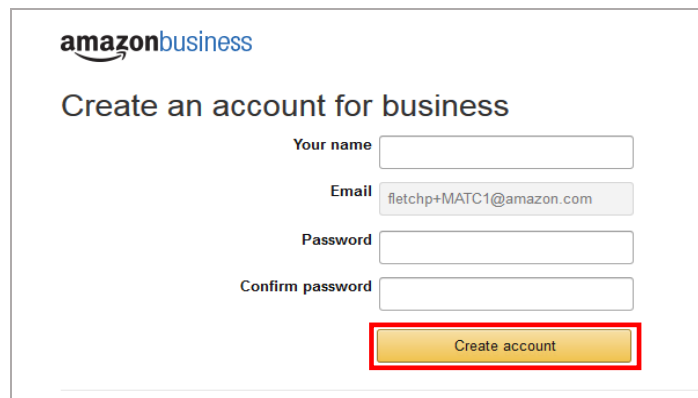 amazonbusiness
Create an account for business
Your name
Email fletchp+MATC1@amazon.com
Password
Confirm password
Create account